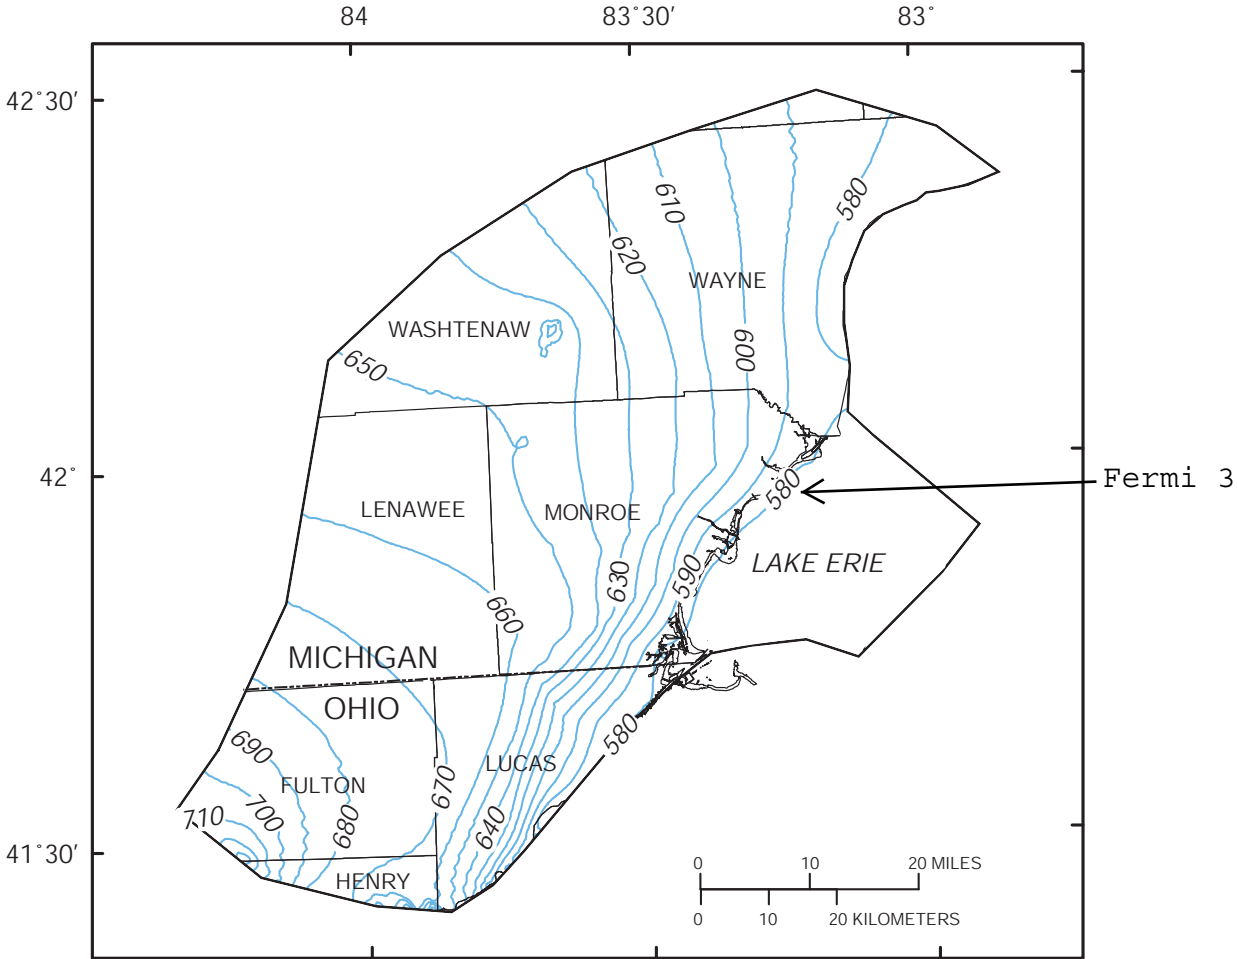 84 83˚30′ 83˚
42˚30′
580
610
620
WAYNE
WASHTENAW
600
650
42˚
Fermi 3
580
LENAWEE
MONROE
LAKE ERIE
590
630
660
MICHIGAN
OHIO
580
690
LUCAS
FULTON
670
710
700
680
640
41˚30′
HENRY
0 10 20 MILES
0 10 20 KILOMETERS